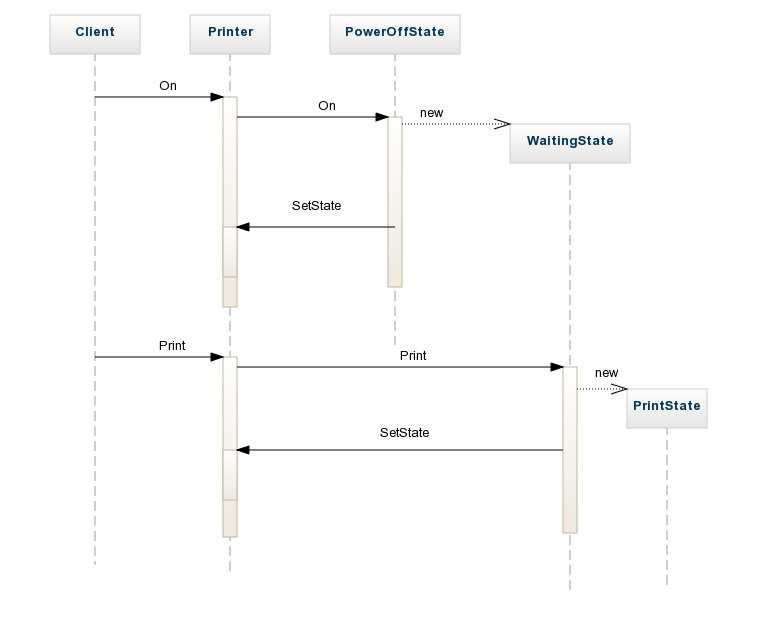 Client
Printer
PowerOffState
On
On
new
WaitingState
SetState
Print
Print
new
PrintState
SetState